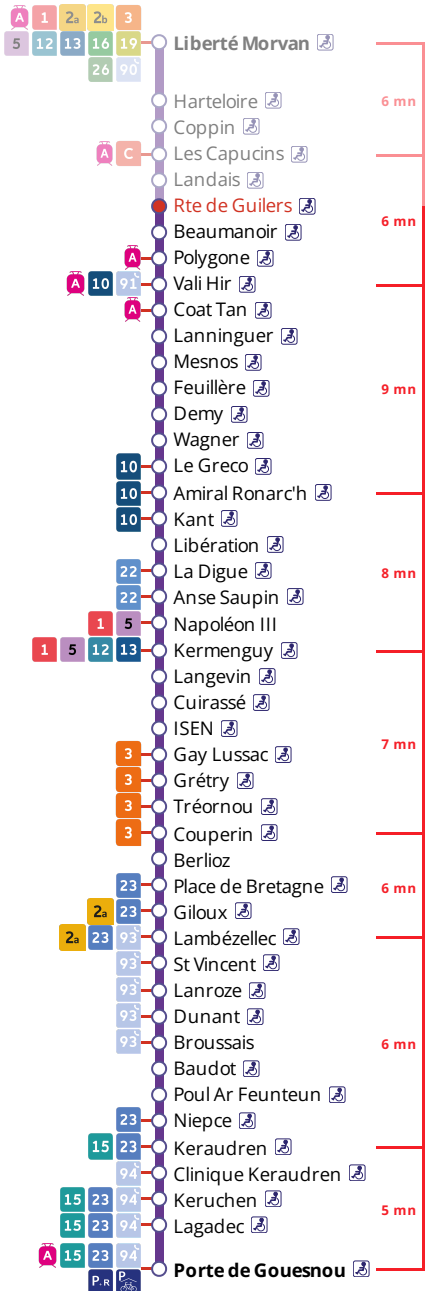 A 1 2a 2b 3
5 12 13 16 19 Liberté Morvan
26 90
Harteloire 6 mn
Coppin
A C Les Capucins
Landais
Rte de Guilers
6 mn
Beaumanoir
A Polygone
A 10 91 Vali Hir
A Coat Tan
Lanninguer
Mesnos
Feuillère 9 mn
Demy
Wagner
10 Le Greco
10 Amiral Ronarc'h
10 Kant
Libération
22 La Digue 8 mn
22 Anse Saupin
1 5 Napoléon III
1 5 12 13 Kermenguy
Langevin
Cuirassé
ISEN
7 mn
3 Gay Lussac
3 Grétry
3 Tréornou
3 Couperin
Berlioz
23 Place de Bretagne 6 mn
2a 23 Giloux
2a 23 93 Lambézellec
93 St Vincent
93 Lanroze
93 Dunant
93 Broussais 6 mn
Baudot
Poul Ar Feunteun
23 Niepce
15 23 Keraudren
94 Clinique Keraudren
15 23 94 Keruchen
5 mn
15 23 94 Lagadec
A 15 23 94
Porte de Gouesnou
P.R P